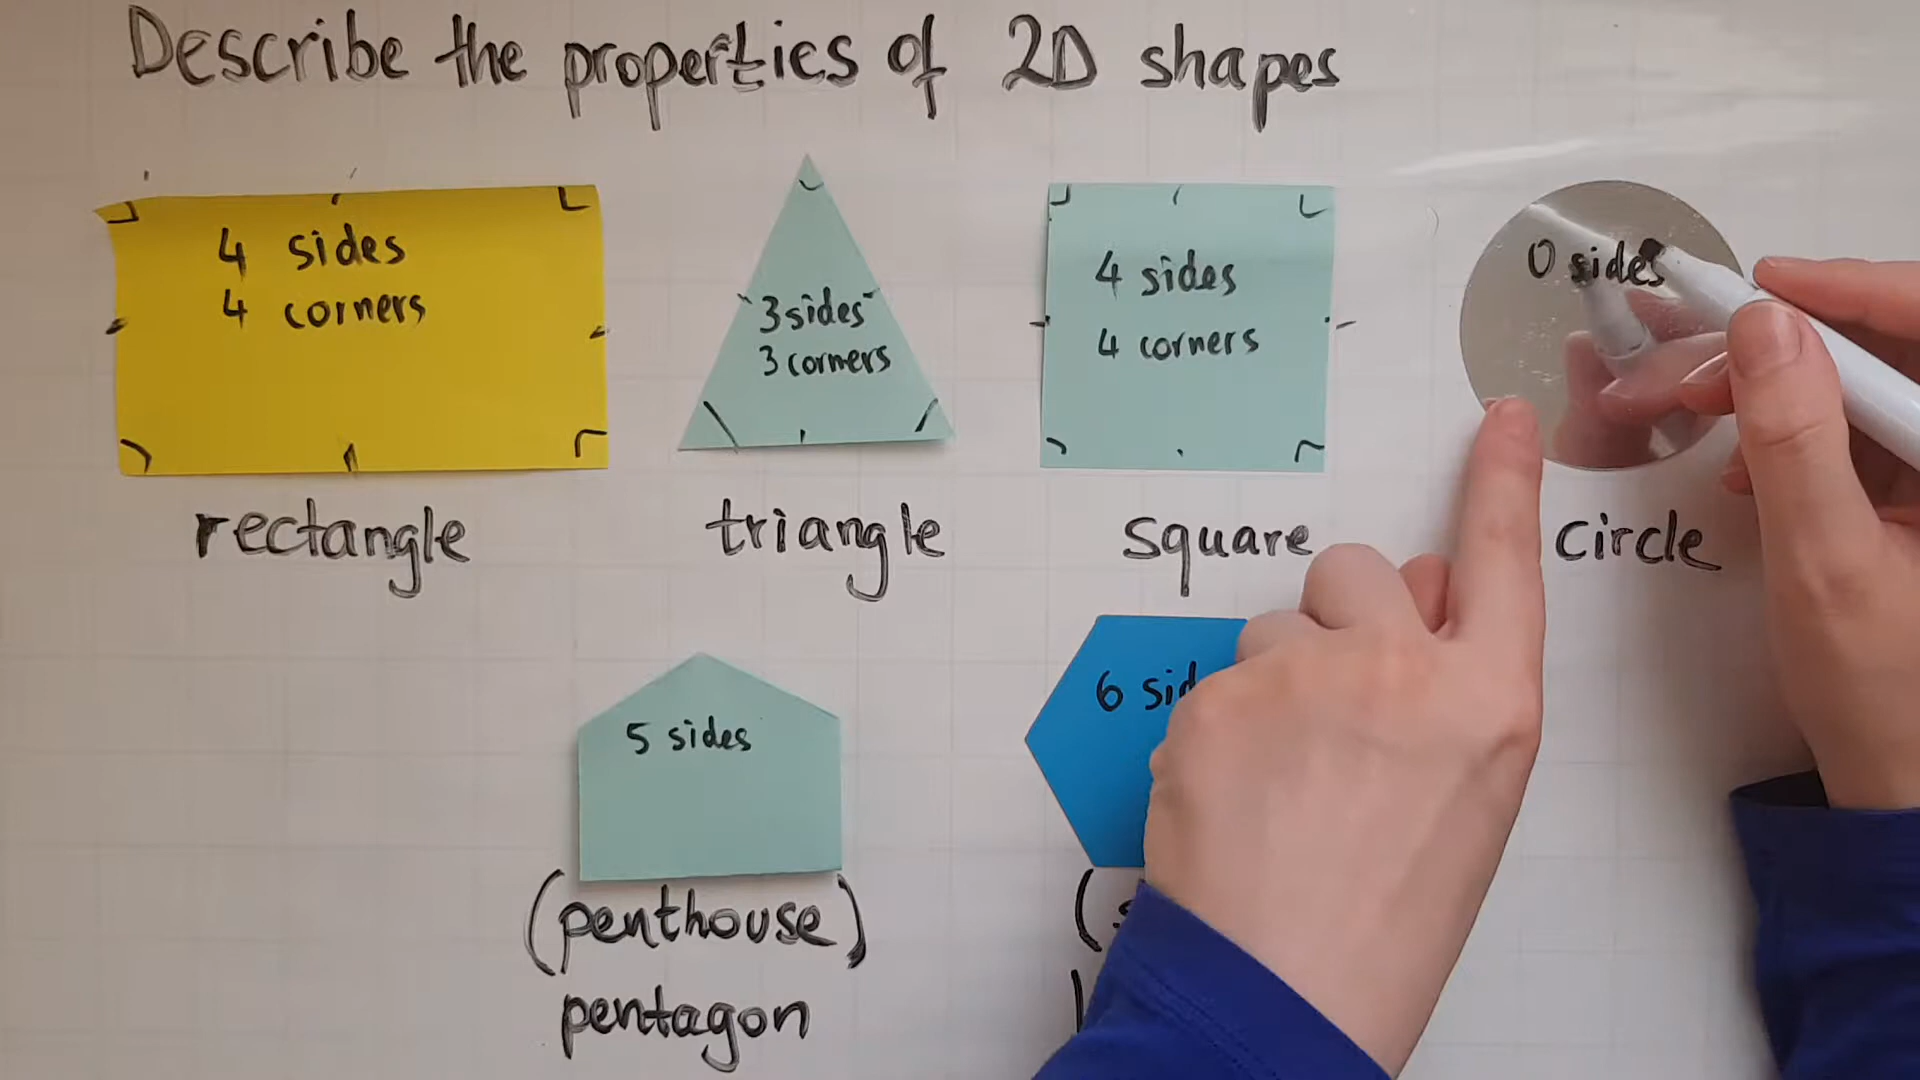 Describe the properties of 2D shapes
4 sides
4 corners
rectangle
3 sides
3 corners
triangle
4 sides
4 corners
square
0 sides
circle
5 sides
(penthouse)
pentagon
6